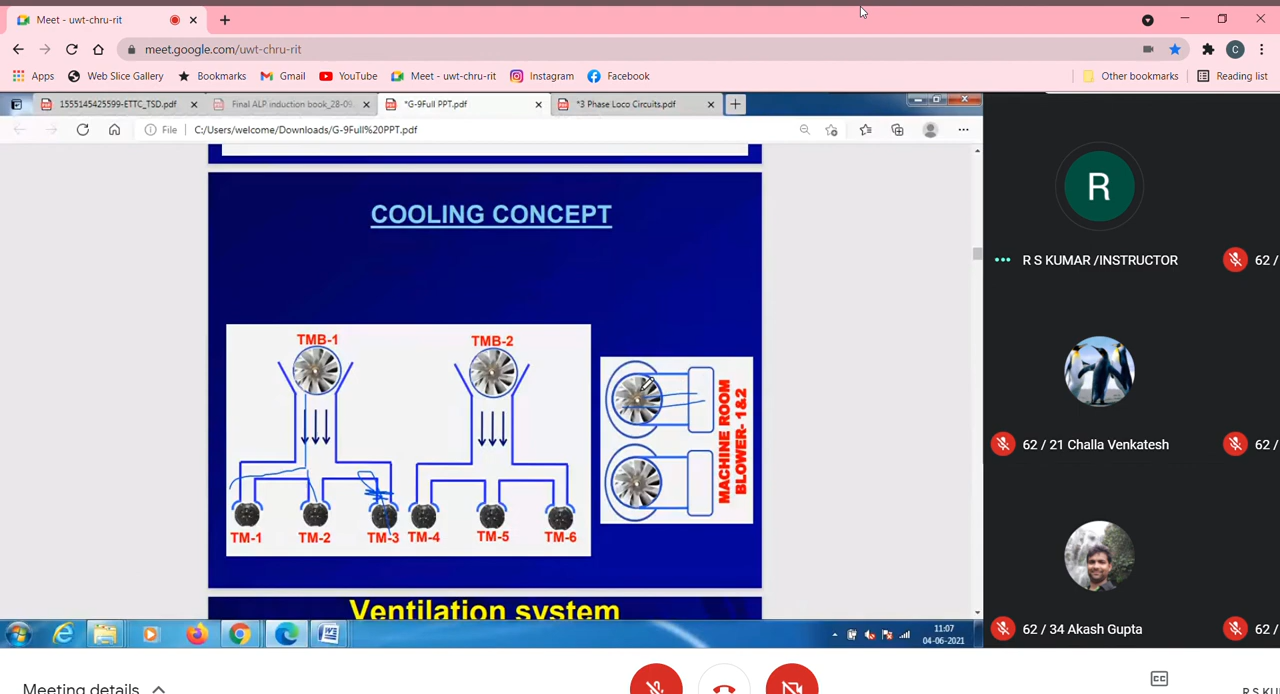 Meet - uwt-chru-rit
meet.google.com/uwt-chru-rit
C
Apps Web Slice Gallery Bookmarks Gmail YouTube Meet - uwt-chru-rit Instagram Facebook Other bookmarks Reading list
1555145425599-ETTC_TSD.pdf Final ALP induction book_28-09 *G-9Full PPT.pdf *3 Phase Loco Circuits.pdf
File C:/Users/welcome/Downloads/G-9Full%20PPT.pdf
COOLING CONCEPT
TMB-1 TMB-2
MACHINE ROOM
BLOWER- 1&2
TM-1 TM-2 TM-3 TM-4 TM-5 TM-6
Ventilation system
11:07
04-06-2021
R
R S KUMAR /INSTRUCTOR 62 /
62 / 21 Challa Venkatesh 62 /
62 / 34 Akash Gupta 62 /
Meeting details
CC
R S KU